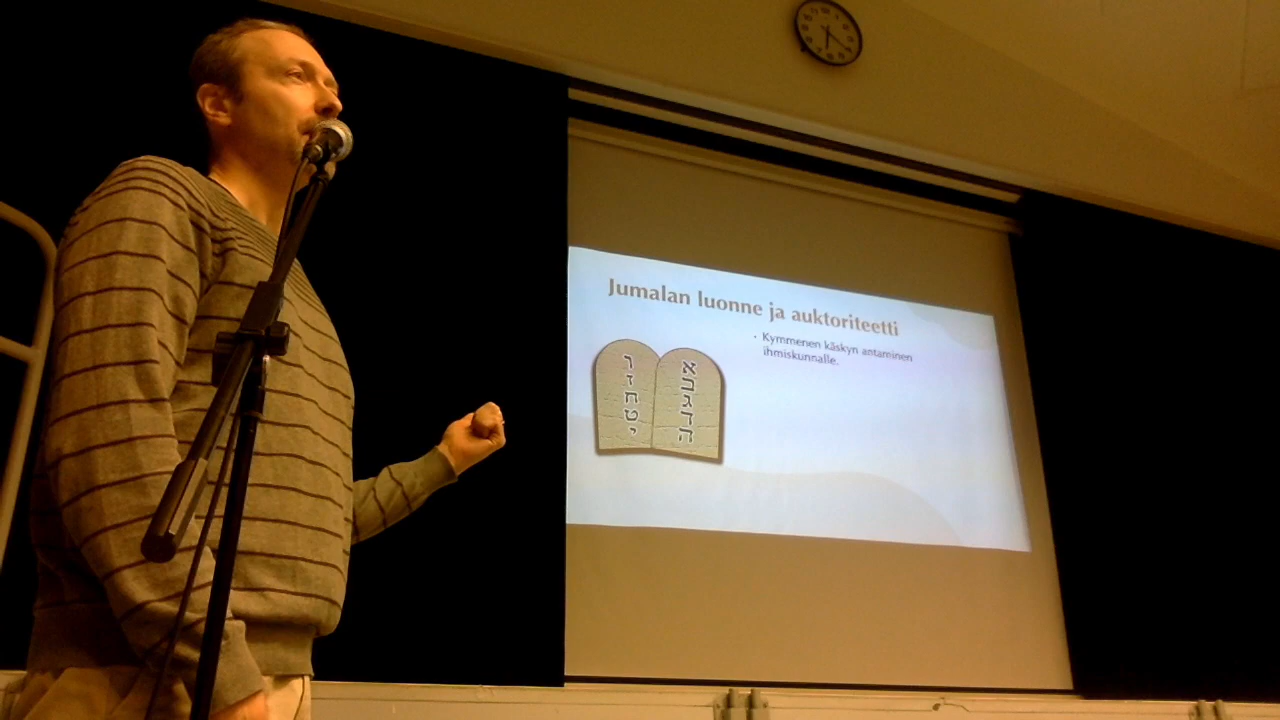 Jumalan luonne ja auktoriteetti
• Kymmenen käskyn antaminen
ihmiskunnalle.
ו
ז
ח
ט
י
א
ב
ג
ד
ה